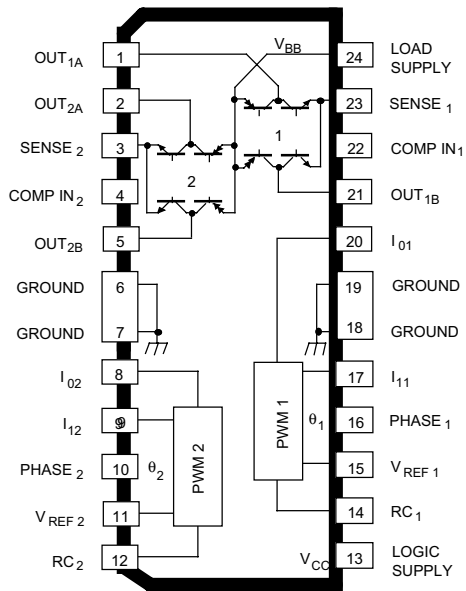 OUT1A 1 VBB 24 LOAD SUPPLY
OUT2A 2 23 SENSE 1
SENSE 2 3 1 22 COMP IN1
COMP IN2 4 2 21 OUT1B
OUT2B 5 20 I01
GROUND 6 19 GROUND
GROUND 7 18 GROUND
I02 8 17 I11
I12 9 PWM 2 PWM 1 θ1 16 PHASE 1
PHASE 2 10 θ2 15 VREF 1
VREF 2 11 14 RC1
RC2 12 VCC 13 LOGIC SUPPLY